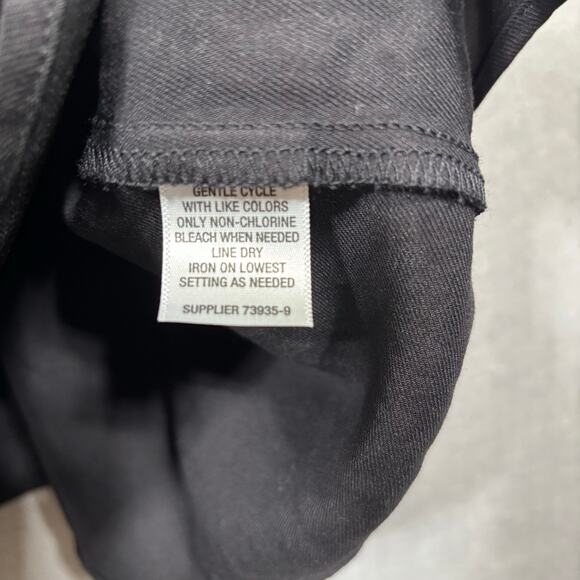 GENTLE CYCLE
WITH LIKE COLORS
ONLY NON-CHLORINE
BLEACH WHEN NEEDED
LINE DRY
IRON ON LOWEST
SETTING AS NEEDED
SUPPLIER 73935-9